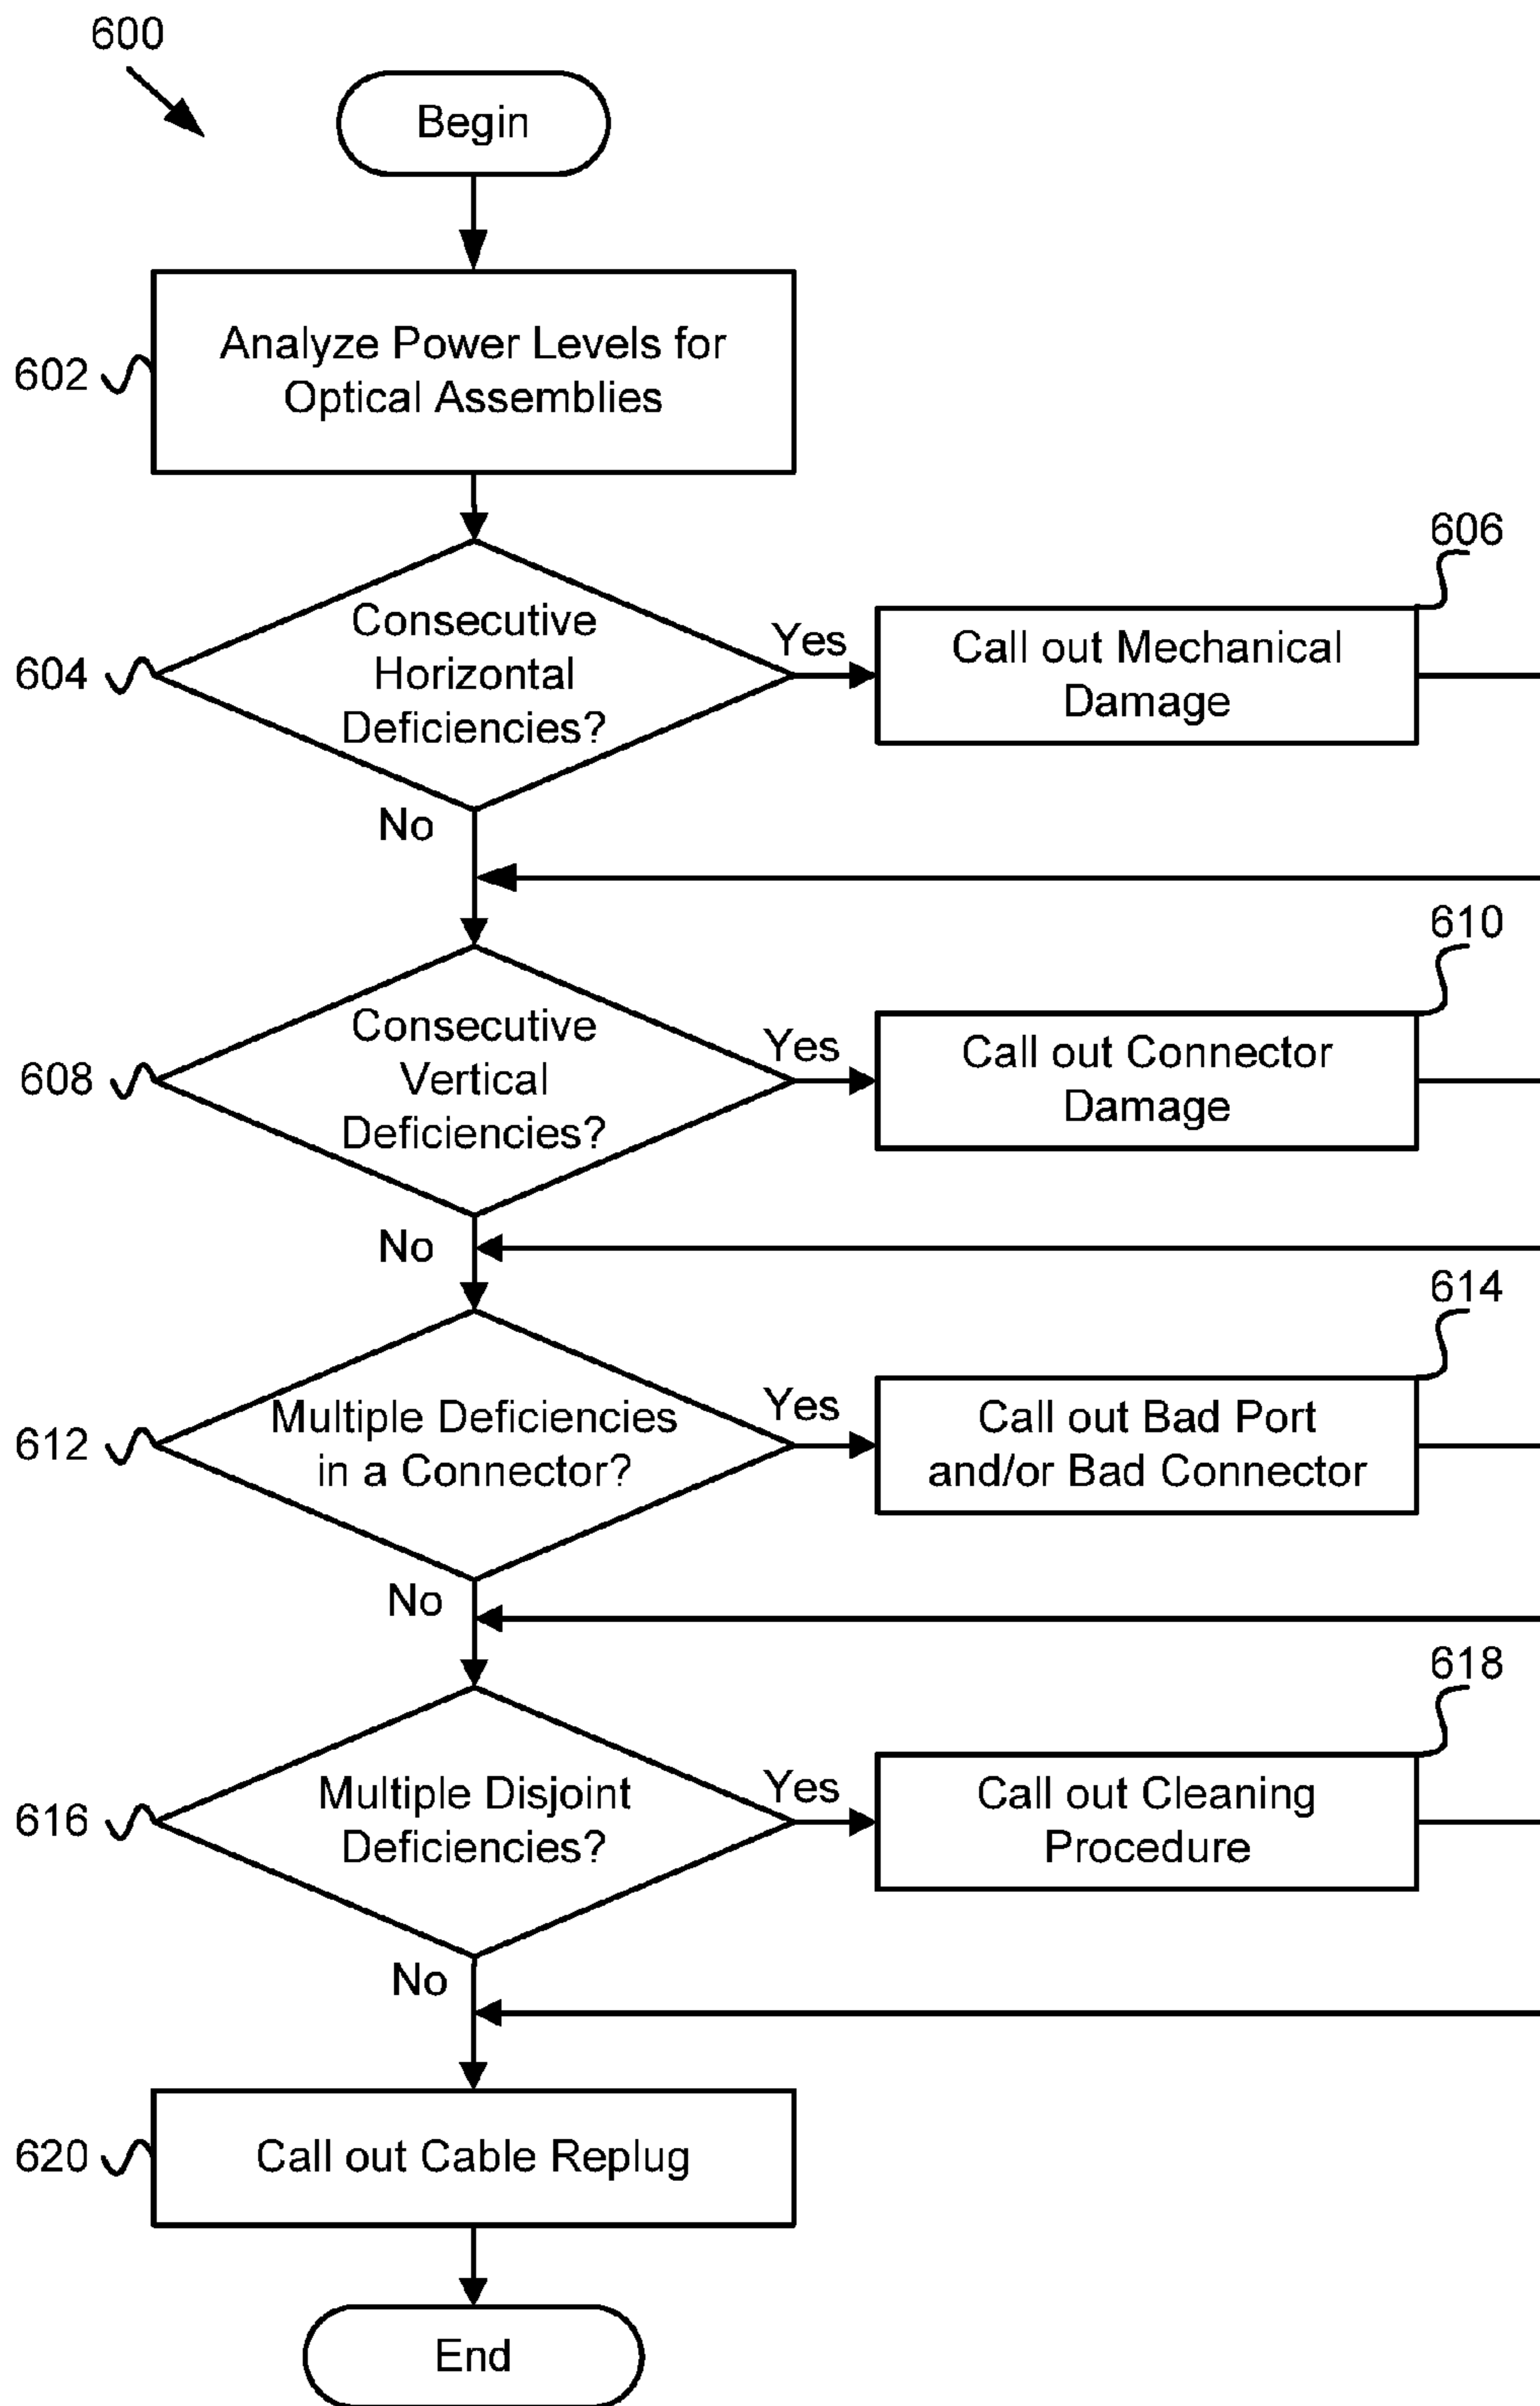 600
Begin
Analyze Power Levels for
Optical Assemblies
602
606
Consecutive
Horizontal
Deficiencies?
604
Yes
Call out Mechanical
Damage
No
610
Consecutive
Vertical
Deficiencies?
608
Yes
Call out Connector
Damage
No
614
Multiple Deficiencies
in a Connector?
612
Yes
Call out Bad Port
and/or Bad Connector
No
618
Multiple Disjoint
Deficiencies?
616
Yes
Call out Cleaning
Procedure
No
620
Call out Cable Replug
End